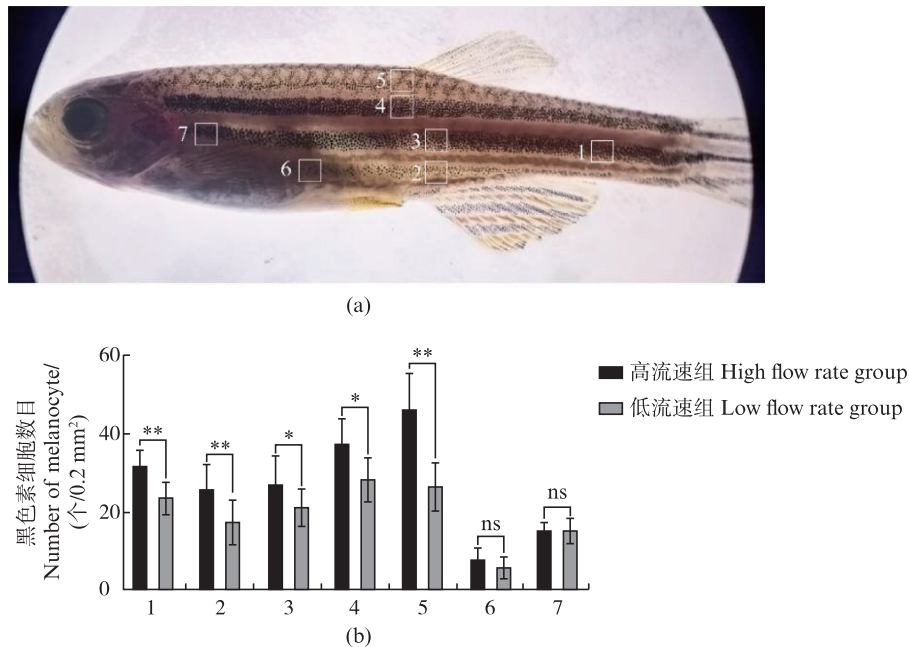 5
4
7
3
1
6
2
(a)
黑色素细胞数目
Number of melanocyte/
(个/0.2 mm²)
60
40
20
0
**
**
*
*
**
ns
ns
1
2
3
4
5
6
7
(b)
高流速组 High flow rate group
低流速组 Low flow rate group